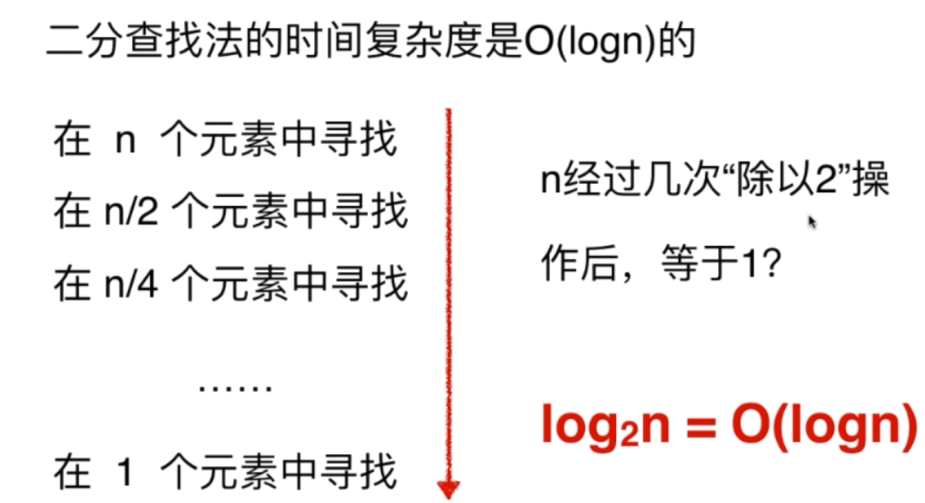 二分查找法的时间复杂度是O(logn)的
在 n 个元素中寻找
在 n/2 个元素中寻找
在 n/4 个元素中寻找
……
在 1 个元素中寻找
n经过几次“除以2”操
作后，等于1？
log₂n = O(logn)